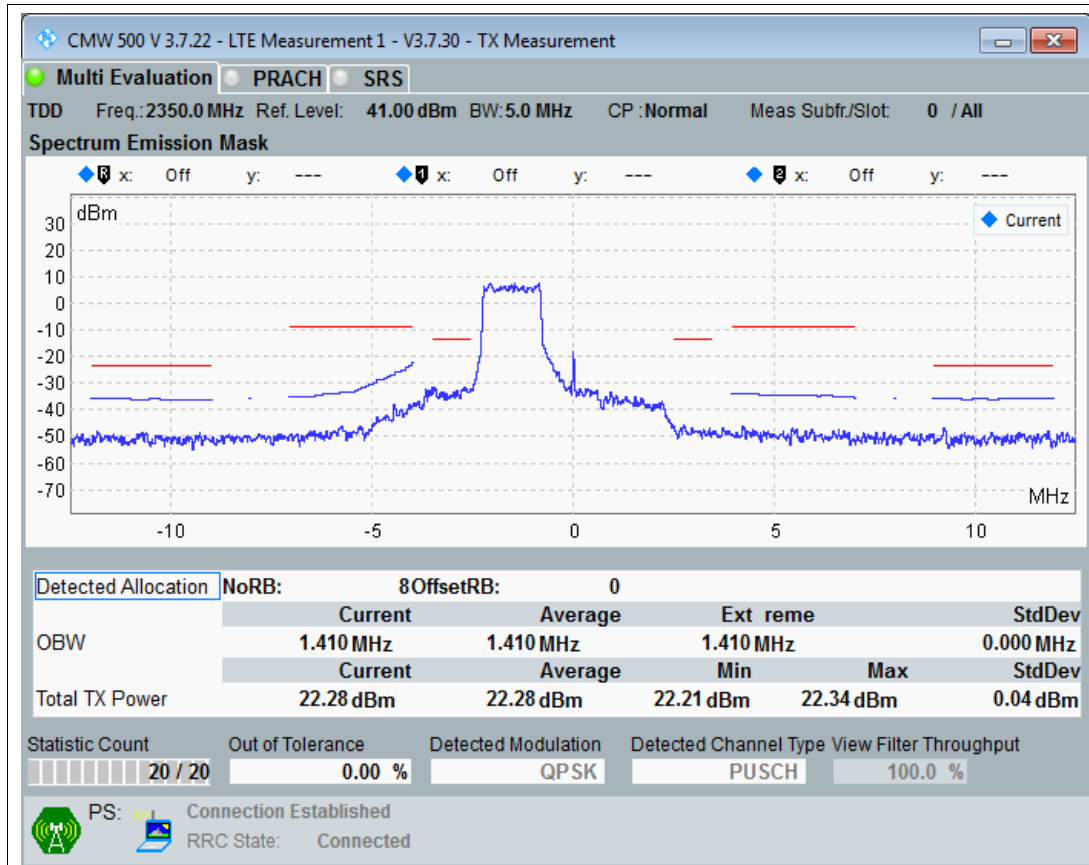 CMW 500 V 3.7.22 - LTE Measurement 1 - V3.7.30 - TX Measurement
Multi Evaluation PRACH SRS
TDD Freq.: 2350.0 MHz Ref. Level: 41.00 dBm BW: 5.0 MHz CP : Normal Meas Subfr./Slot: 0 / All
Spectrum Emission Mask
R x: Off y: --- 1 x: Off y: --- 2 x: Off y: ---
dBm
Current
30
20
10
0
-10
-20
-30
-40
-50
-60
-70
MHz
-10 -5 0 5 10
Detected Allocation NoRB: 8 OffsetRB: 0
Current Average Ext reme StdDev
OBW 1.410 MHz 1.410 MHz 1.410 MHz 0.000 MHz
Current Average Min Max StdDev
Total TX Power 22.28 dBm 22.28 dBm 22.21 dBm 22.34 dBm 0.04 dBm
Statistic Count Out of Tolerance Detected Modulation Detected Channel Type View Filter Throughput
20 / 20 0.00 % QPSK PUSCH 100.0 %
PS: Connection Established
RRC State: Connected